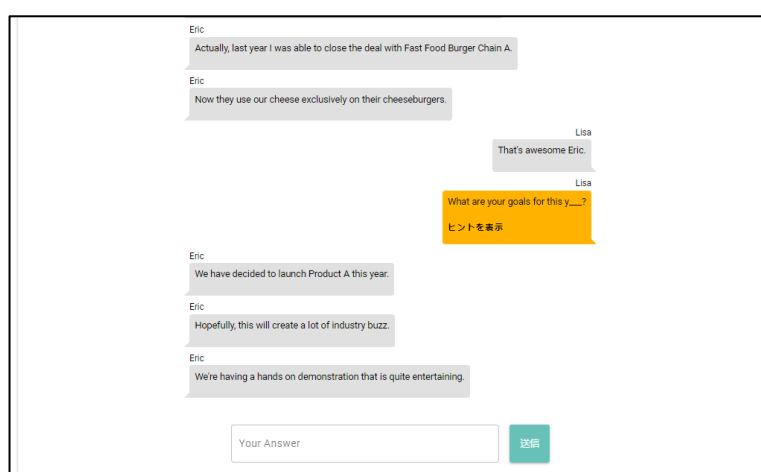 Eric
Actually, last year I was able to close the deal with Fast Food Burger Chain A.
Eric
Now they use our cheese exclusively on their cheeseburgers.
Lisa
That's awesome Eric.
Lisa
What are your goals for this y___?
ヒントを表示
Eric
We have decided to launch Product A this year.
Eric
Hopefully, this will create a lot of industry buzz.
Eric
We're having a hands on demonstration that is quite entertaining.
Your Answer
送信